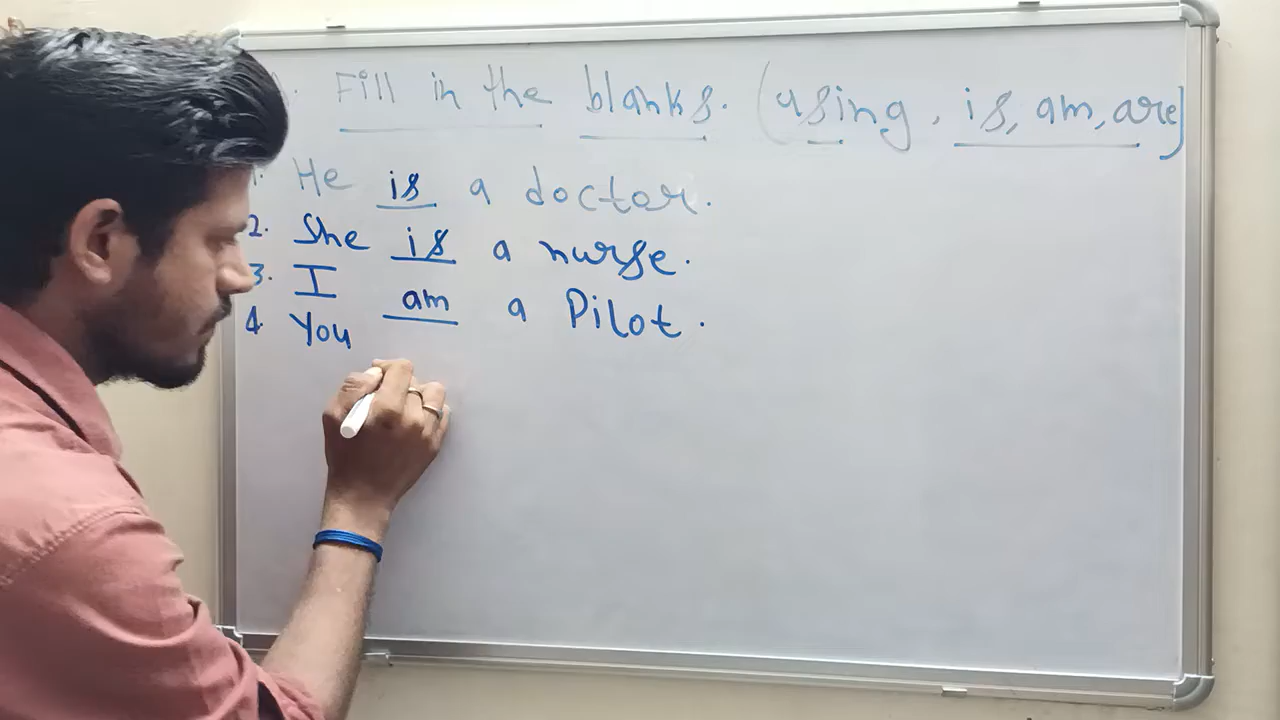 . Fill in the blanks. (using, is, am, are)
1. He is a doctor.
2. She is a nurse.
3. I am a Pilot.
4. You